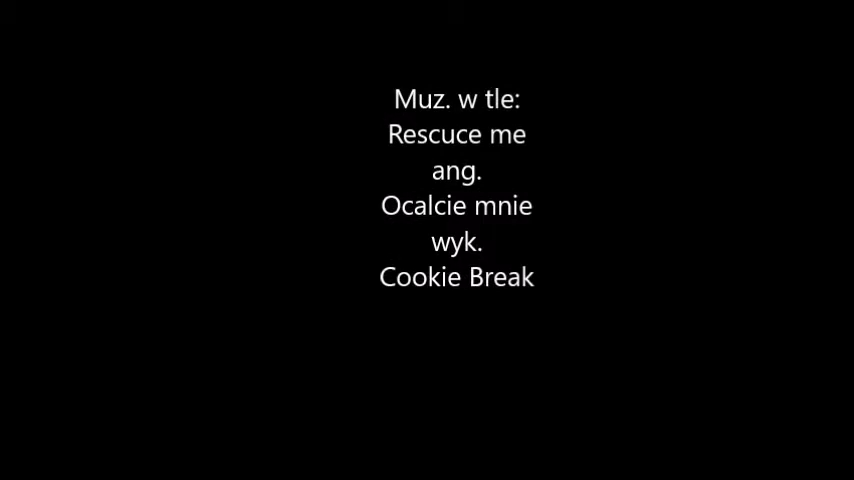 Muz. w tle:
Rescuce me
ang.
Ocalcie mnie
wyk.
Cookie Break